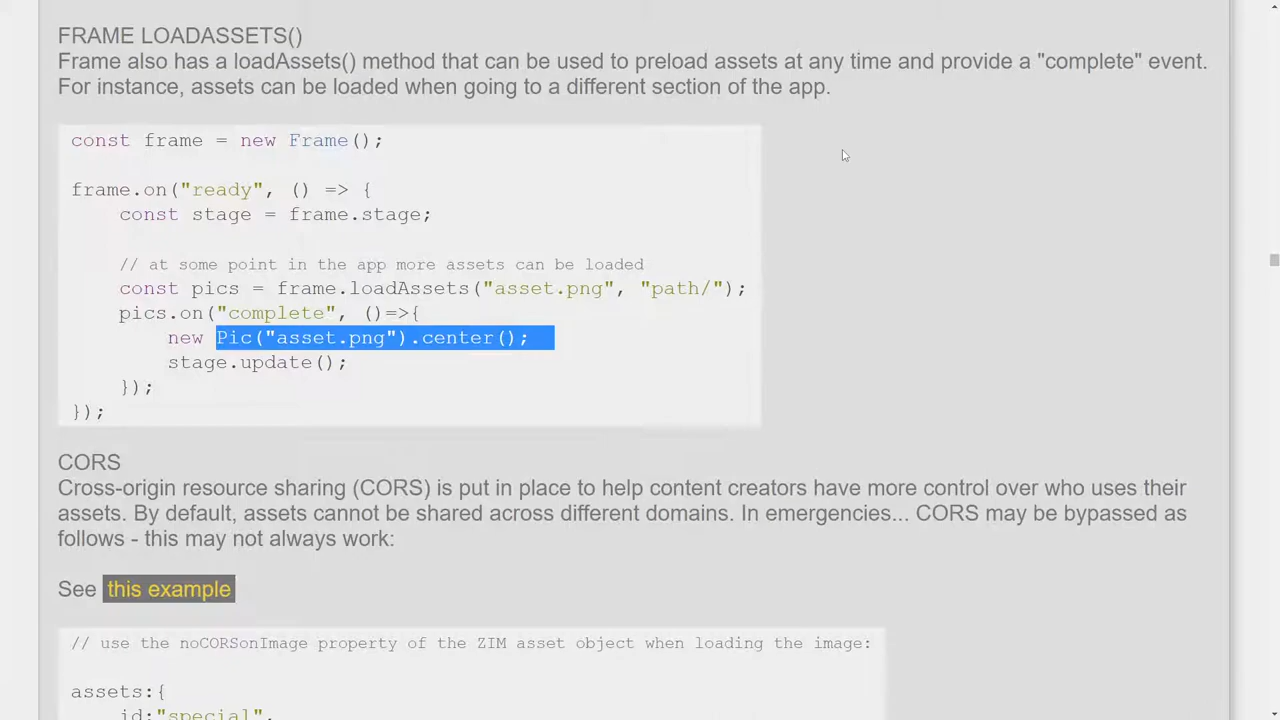 FRAME LOADASSETS()
Frame also has a loadAssets() method that can be used to preload assets at any time and provide a "complete" event.
For instance, assets can be loaded when going to a different section of the app.
const frame = new Frame();
frame.on("ready", () => {
const stage = frame.stage;
// at some point in the app more assets can be loaded
const pics = frame.loadAssets("asset.png", "path/");
pics.on("complete", ()=>{
new Pic("asset.png").center();
stage.update();
});
});
CORS
Cross-origin resource sharing (CORS) is put in place to help content creators have more control over who uses their
assets. By default, assets cannot be shared across different domains. In emergencies... CORS may be bypassed as
follows - this may not always work:
See this example
// use the noCORSonImage property of the ZIM asset object when loading the image:
assets:{
id:"special",